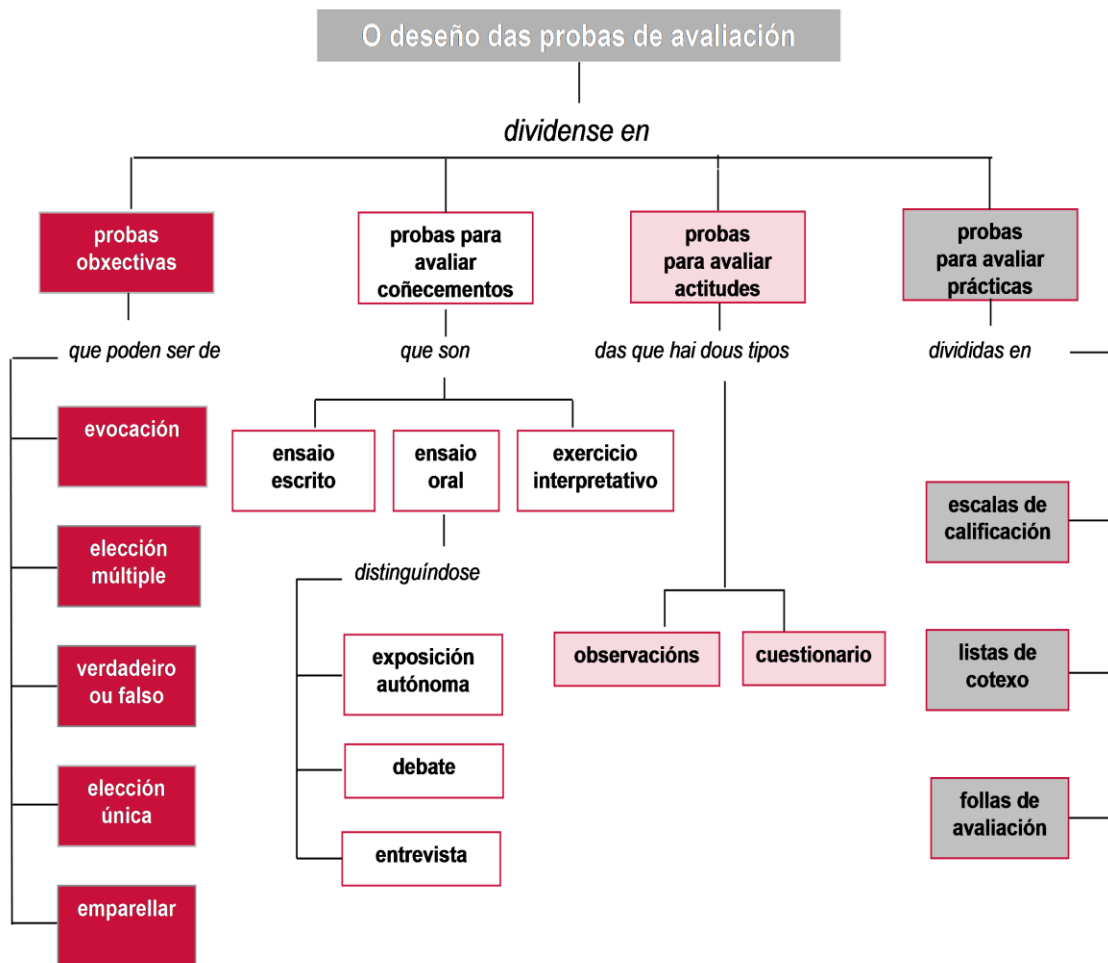 O deseño das probas de avaliación
dividense en
probas
obxectivas
probas para
avaliar
coñecementos
probas
para avaliar
actitudes
probas
para avaliar
prácticas
que poden ser de
que son
das que hai dous tipos
divididas en
evocación
elección
múltiple
verdadeiro
ou falso
elección
única
emparellar
ensaio
escrito
ensaio
oral
exercicio
interpretativo
distinguíndose
exposición
autónoma
debate
entrevista
observacións
cuestionario
escalas de
calificación
listas de
cotexo
follas de
avaliación